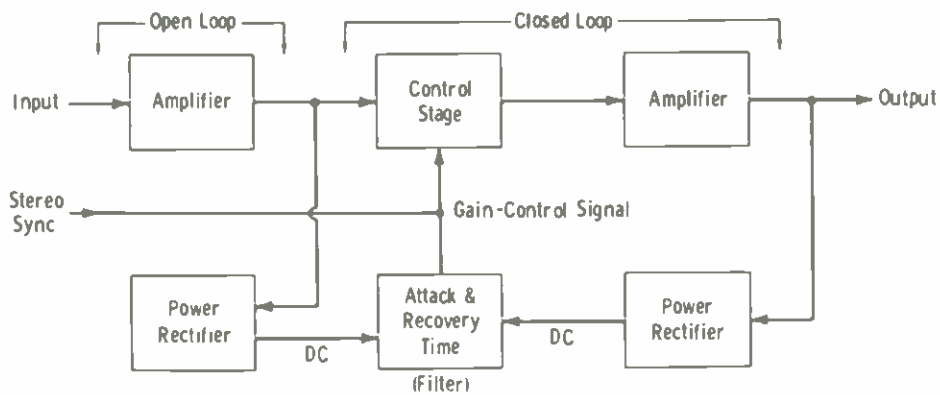 Open Loop
Closed Loop
Input
Amplifier
Control
Stage
Amplifier
Output
Stereo
Sync
Gain-Control Signal
Power
Rectifier
DC
Attack &
Recovery
Time
(Filter)
DC
Power
Rectifier